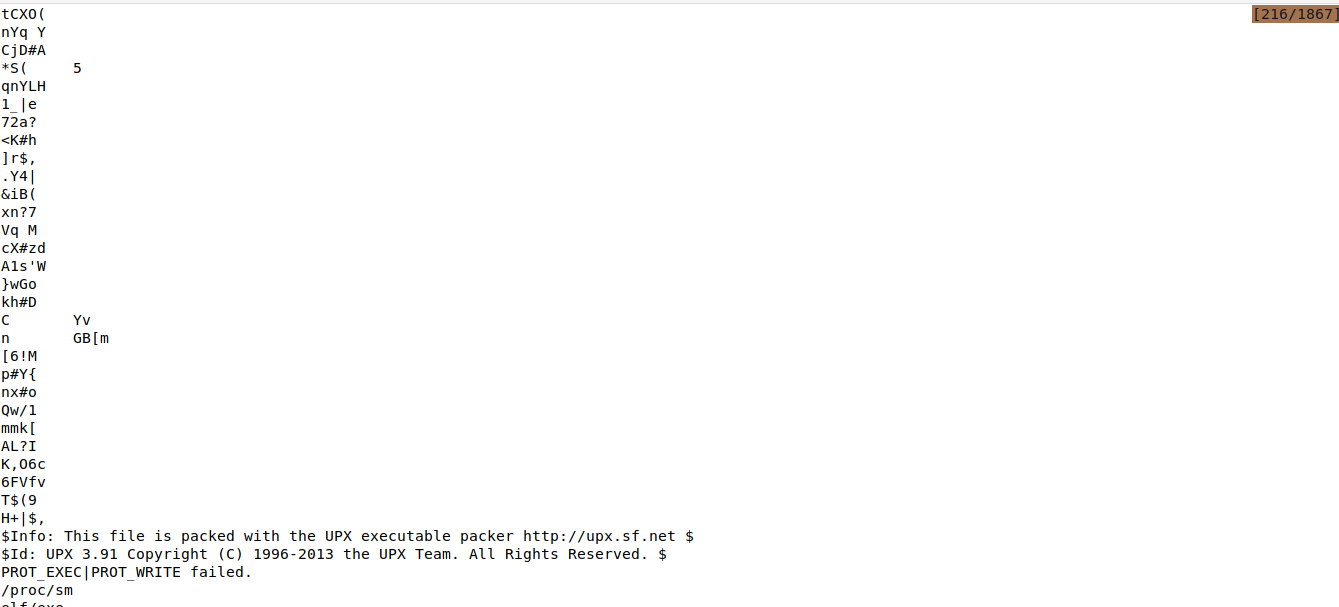 tCXO(
[216/1867]
nYq Y
CjD#A
*S(     5
qnYLH
1_|e
72a?
<K#h
]r$,
.Y4|
&iB(
xn?7
Vq M
cX#zd
A1s'W
}wGo
kh#D
C       Yv
n       GB[m
[6!M
p#Y{
nx#o
Qw/1
mmk[
AL?I
K,O6c
6FVfv
T$(9
H+|$,
$Info: This file is packed with the UPX executable packer http://upx.sf.net $
$Id: UPX 3.91 Copyright (C) 1996-2013 the UPX Team. All Rights Reserved. $
PROT_EXEC|PROT_WRITE failed.
/proc/sm